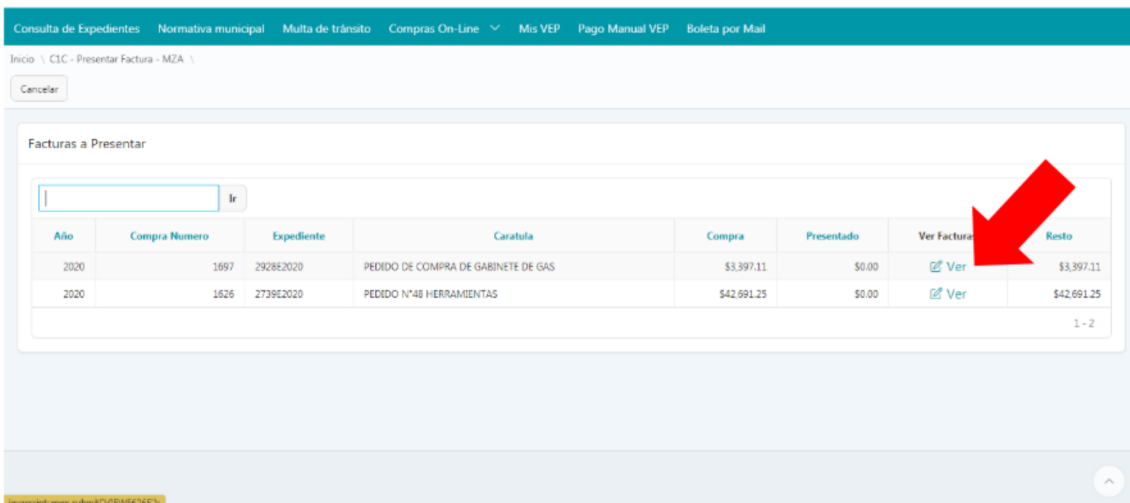 Consulta de Expedientes Normativa municipal Multa de tránsito Compras On-Line Mis VEP Pago Manual VEP Boleta por Mail
Inicio \ C1C - Presentar Factura - MZA \
Cancelar
Facturas a Presentar
Ir
Año Compra Numero Expediente Caratula Compra Presentado Ver Facturas Resto
2020 1697 2928E2020 PEDIDO DE COMPRA DE GABINETE DE GAS $3,397.11 $0.00 Ver $3,397.11
2020 1626 2739E2020 PEDIDO N°48 HERRAMIENTAS $42,691.25 $0.00 Ver $42,691.25
1 - 2